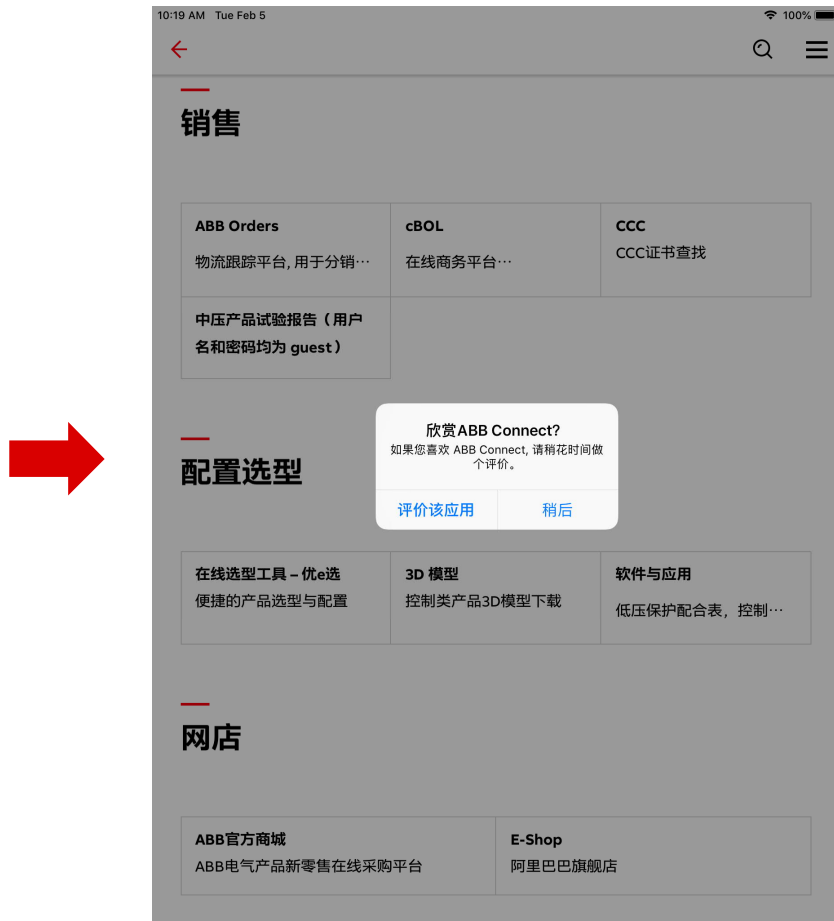 10:19 AM Tue Feb 5
100%
销售
ABB Orders
物流跟踪平台, 用于分销…
cBOL
在线商务平台…
CCC
CCC证书查找
中压产品试验报告（用户
名和密码均为 guest）
欣赏ABB Connect?
如果您喜欢 ABB Connect, 请稍花时间做
个评价。
评价该应用
稍后
配置选型
在线选型工具 – 优e选
便捷的产品选型与配置
3D 模型
控制类产品3D模型下载
软件与应用
低压保护配合表，控制…
网店
ABB官方商城
ABB电气产品新零售在线采购平台
E-Shop
阿里巴巴旗舰店